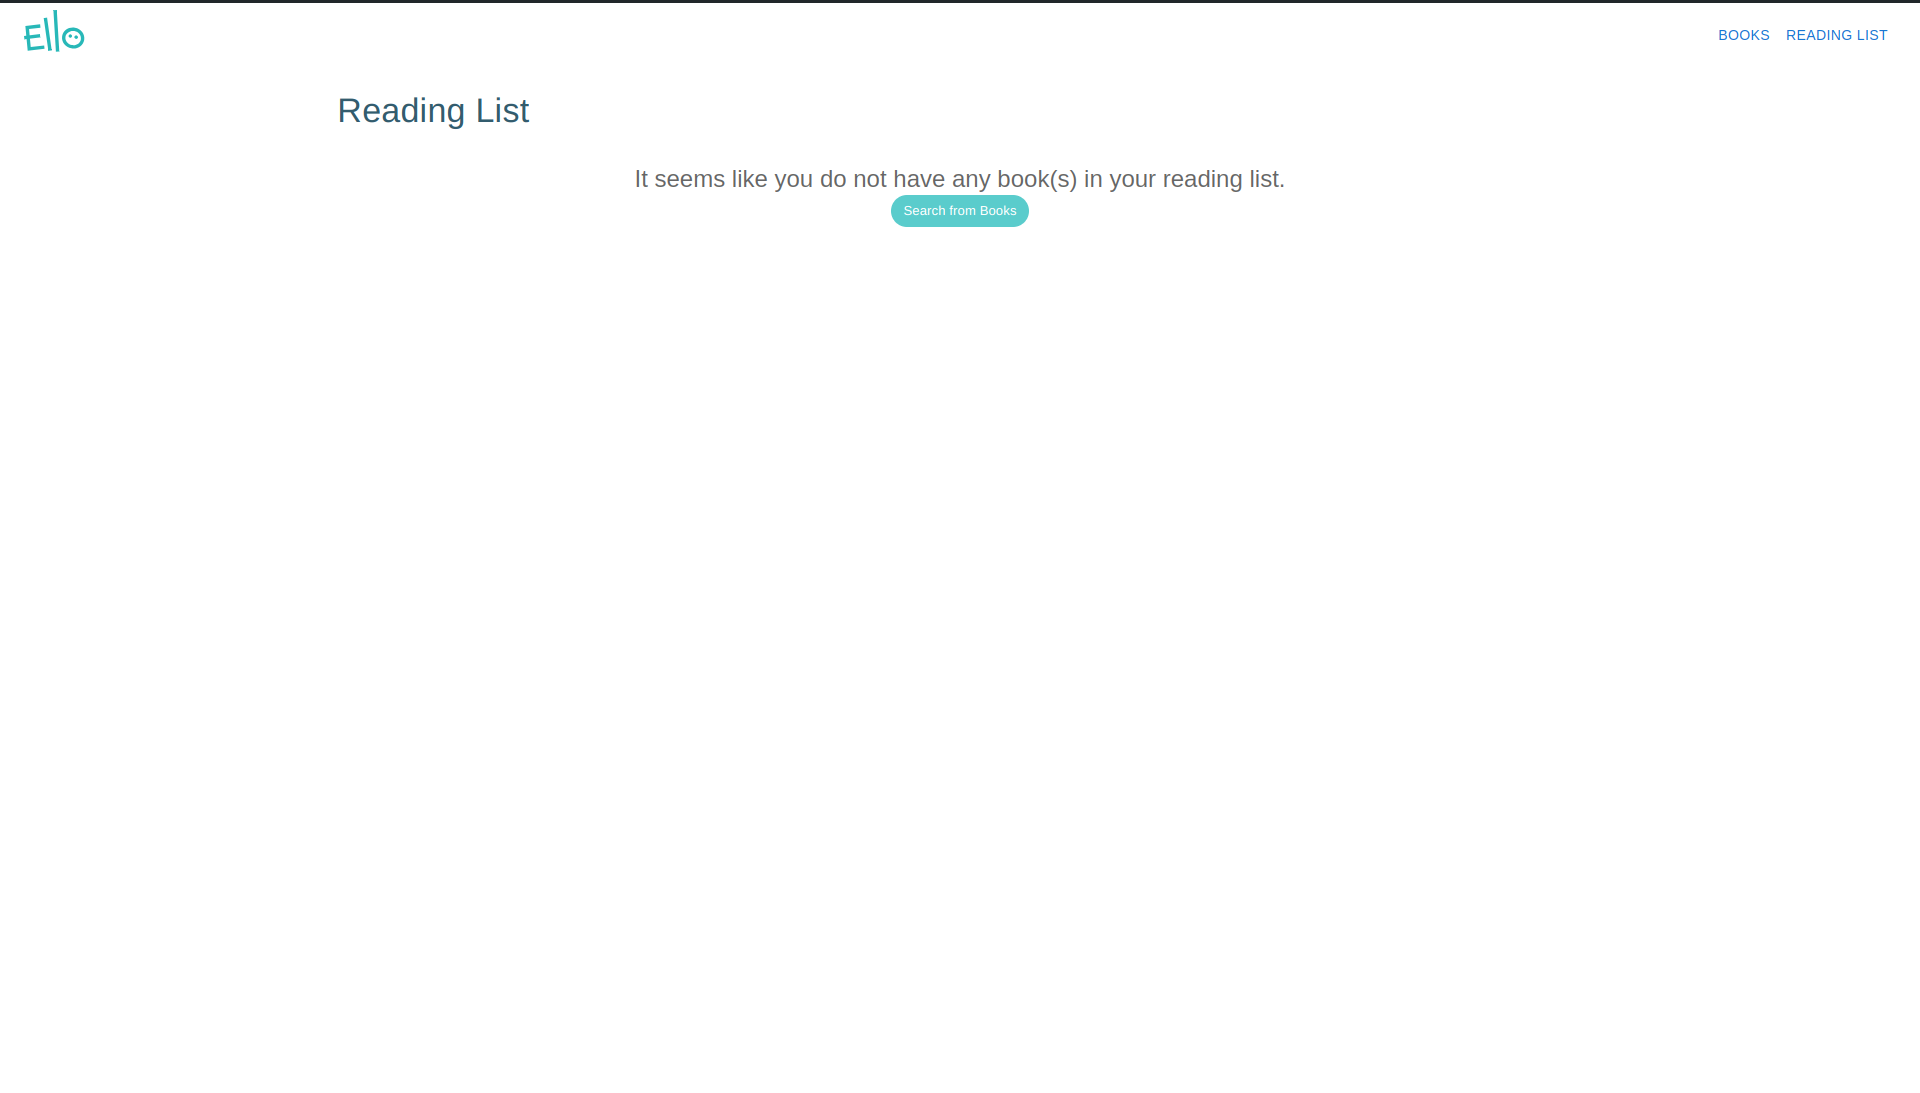 Ello
BOOKS READING LIST
Reading List
It seems like you do not have any book(s) in your reading list.
Search from Books